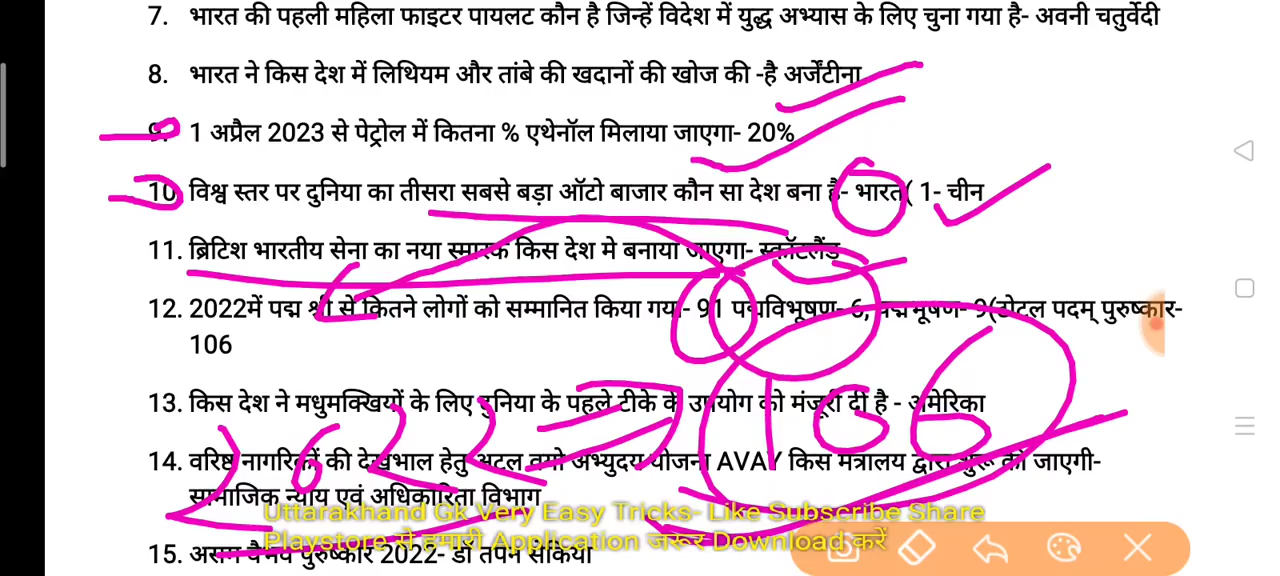 7. भारत की पहली महिला फाइटर पायलट कौन है जिन्हें विदेश में युद्ध अभ्यास के लिए चुना गया है- अवनी चतुर्वेदी
8. भारत ने किस देश में लिथियम और तांबे की खदानों की खोज की -है अर्जेंटीना
9. 1 अप्रैल 2023 से पेट्रोल में कितना % एथेनॉल मिलाया जाएगा- 20%
10. विश्व स्तर पर दुनिया का तीसरा सबसे बड़ा ऑटो बाजार कौन सा देश बना है- भारत( 1- चीन
11. ब्रिटिश भारतीय सेना का नया स्मारक किस देश मे बनाया जाएगा- स्कॉटलैंड
12. 2022में पद्म श्री से कितने लोगों को सम्मानित किया गया- 91 पद्मविभूषण- 6, पद्मभूषण- 9(टोटल पदम् पुरुष्कार-
106
13. किस देश ने मधुमक्खियों के लिए दुनिया के पहले टीके के उपयोग को मंजूरी दी है - अमेरिका
2022 106
14. वरिष्ठ नागरिकों की देखभाल हेतु अटल वयो अभ्युदय योजना AVAY किस मंत्रालय द्वारा शुरू की जाएगी-
सामाजिक न्याय एवं अधिकारिता विभाग
Uttarakhand Gk Very Easy Tricks- Like Subscribe Share
Playstore से हमारी Application जरूर Download करें
15. असम वैभव पुरुष्कार 2022- डॉ तपन सैकिया